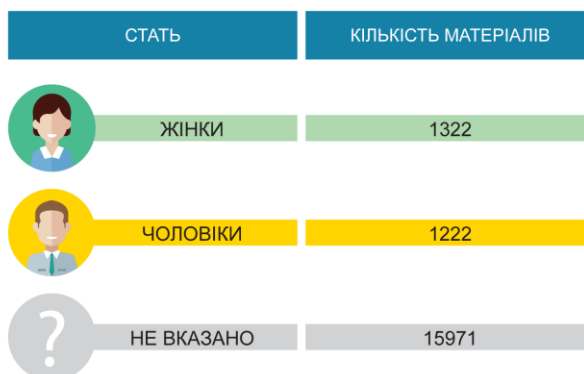 СТАТЬ КІЛЬКІСТЬ МАТЕРІАЛІВ
ЖІНКИ 1322
ЧОЛОВІКИ 1222
? НЕ ВКАЗАНО 15971